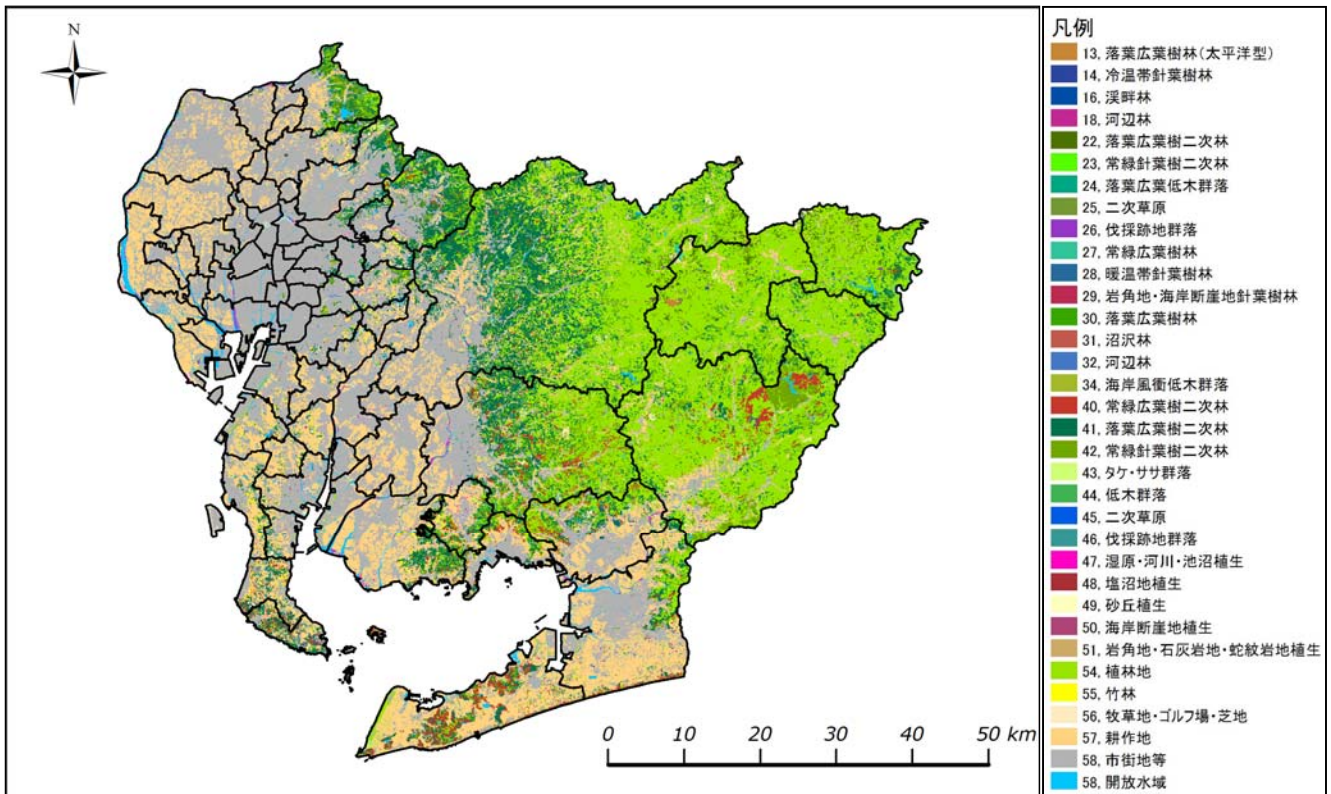 N
0 10 20 30 40 50 km
凡例
13, 落葉広葉樹林(太平洋型)
14, 冷温帯針葉樹林
16, 渓畔林
18, 河辺林
22, 落葉広葉樹二次林
23, 常緑針葉樹二次林
24, 落葉広葉低木群落
25, 二次草原
26, 伐採跡地群落
27, 常緑広葉樹林
28, 暖温帯針葉樹林
29, 岩角地・海岸断崖地針葉樹林
30, 落葉広葉樹林
31, 沼沢林
32, 河辺林
34, 海岸風衝低木群落
40, 常緑広葉樹二次林
41, 落葉広葉樹二次林
42, 常緑針葉樹二次林
43, タケ・ササ群落
44, 低木群落
45, 二次草原
46, 伐採跡地群落
47, 湿原・河川・池沼植生
48, 塩沼地植生
49, 砂丘植生
50, 海岸断崖地植生
51, 岩角地・石灰岩地・蛇紋岩地植生
54, 植林地
55, 竹林
56, 牧草地・ゴルフ場・芝地
57, 耕作地
58, 市街地等
58, 開放水域